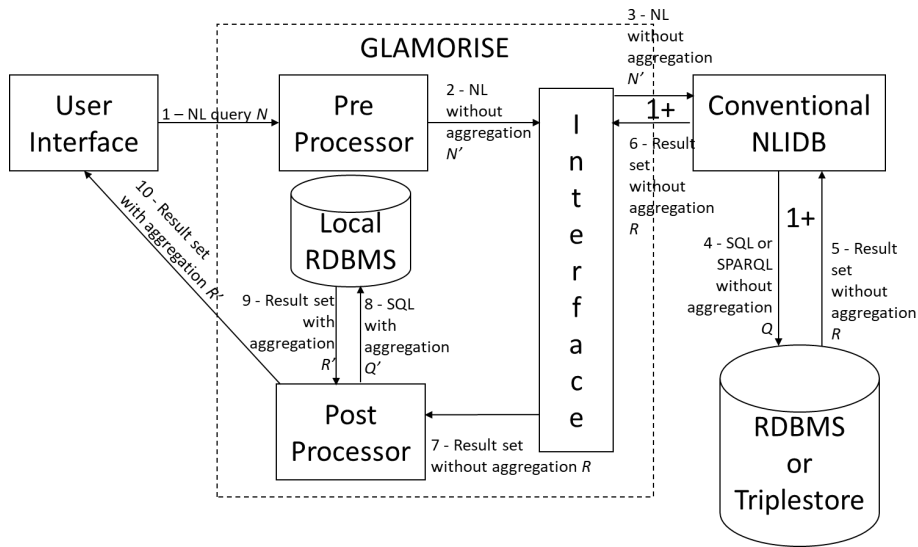 GLAMORISE
User
Interface
1 – NL query N
Pre
Processor
2 - NL
without
aggregation
N'
I
n
t
e
r
f
a
c
e
3 - NL
without
aggregation
N'
1+
6 - Result
set
without
aggregation
R
Conventional
NLIDB
4 - SQL or
SPARQL
without
aggregation
Q
1+
5 - Result
set
without
aggregation
R
RDBMS
or
Triplestore
Local
RDBMS
9 - Result set
with
aggregation
R'
8 - SQL
with
aggregation
Q'
10 - Result set
with aggregation R'
Post
Processor
7 - Result set
without aggregation R